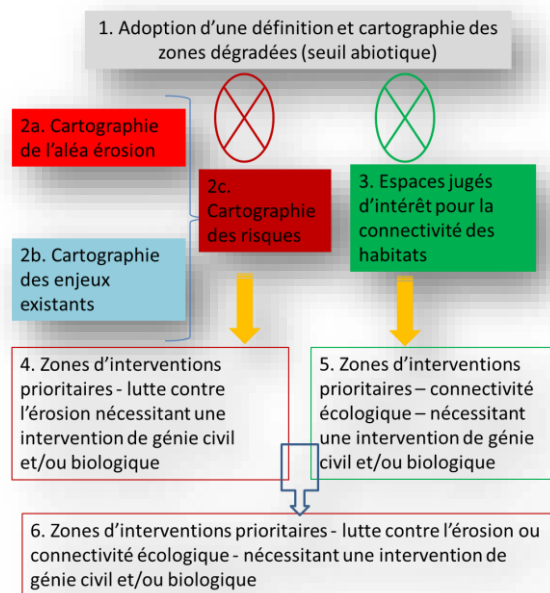 1. Adoption d'une définition et cartographie des
zones dégradées (seuil abiotique)
2a. Cartographie
de l'aléa érosion
2b. Cartographie
des enjeux
existants
2c.
Cartographie
des risques
3. Espaces jugés
d'intérêt pour la
connectivité des
habitats
4. Zones d'interventions
prioritaires - lutte contre
l'érosion nécessitant une
intervention de génie civil
et/ou biologique
5. Zones d'interventions
prioritaires – connectivité
écologique – nécessitant
une intervention de génie
civil et/ou biologique
6. Zones d'interventions prioritaires - lutte contre l'érosion ou
connectivité écologique - nécessitant une intervention de
génie civil et/ou biologique